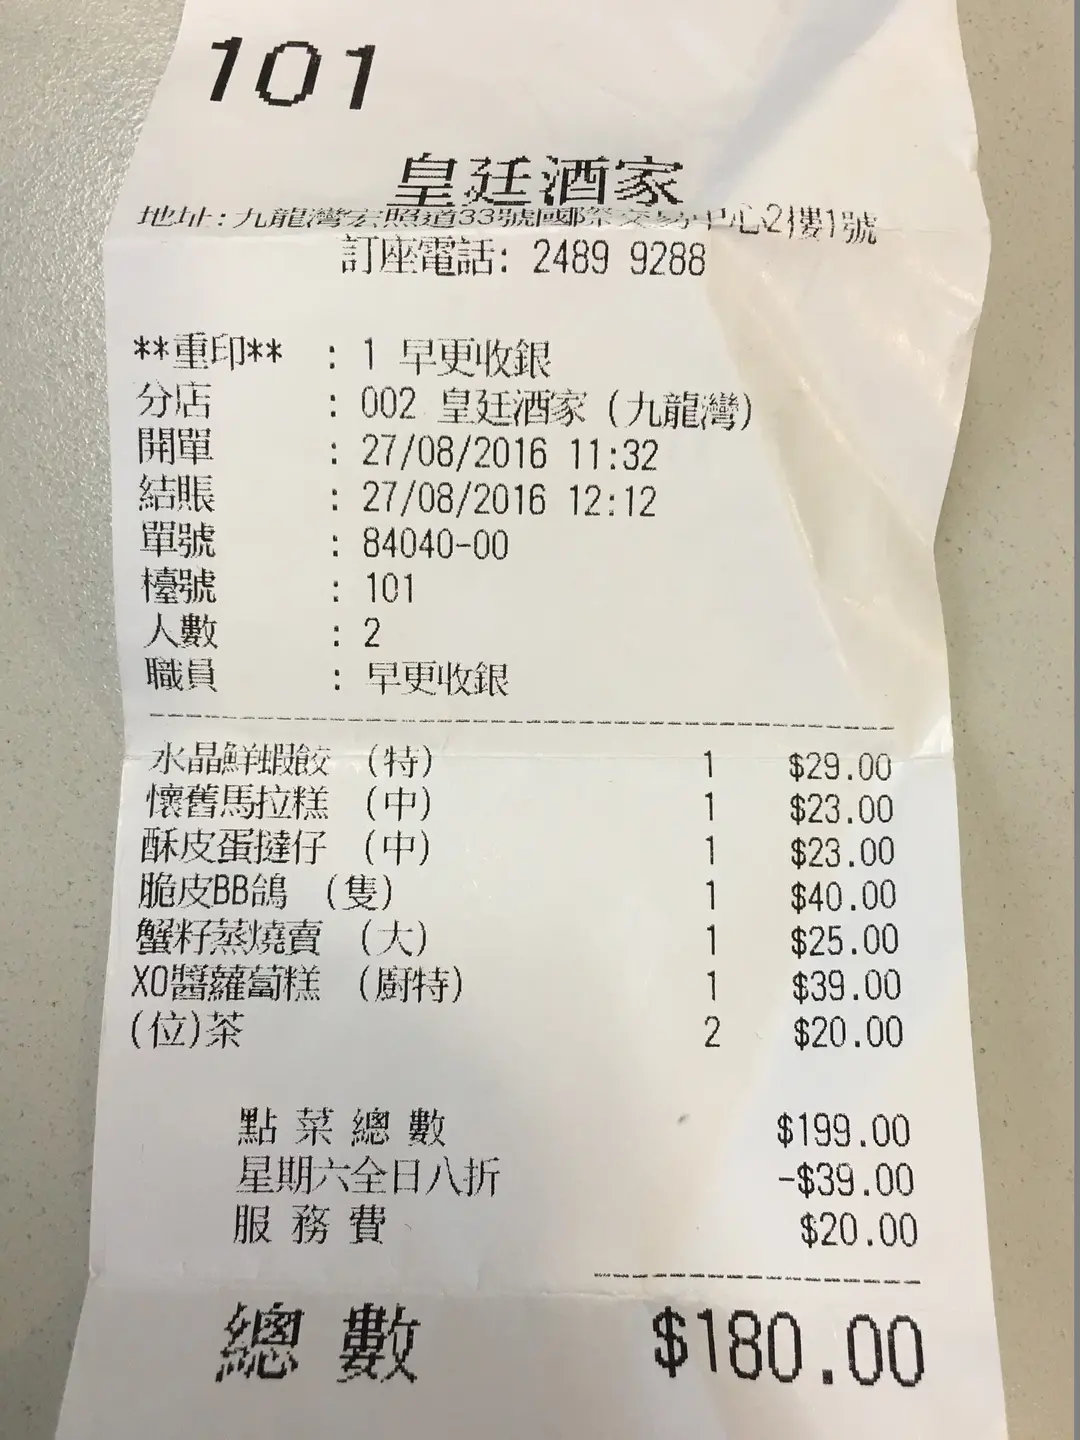 101
皇廷酒家
地址:九龍灣宏照道33號國際交易中心2樓1號
訂座電話: 2489 9288
**重印** : 1 早更收銀
分店 : 002 皇廷酒家(九龍灣)
開單 : 27/08/2016 11:32
結賬 : 27/08/2016 12:12
單號 : 84040-00
檯號 : 101
人數 : 2
職員 : 早更收銀
水晶鮮蝦餃 (特) 1 $29.00
懷舊馬拉糕 (中) 1 $23.00
酥皮蛋撻仔 (中) 1 $23.00
脆皮BB鴿 (隻) 1 $40.00
蟹籽蒸燒賣 (大) 1 $25.00
XO醬蘿蔔糕 (廚特) 1 $39.00
(位)茶 2 $20.00
點菜總數 $199.00
星期六全日八折 -$39.00
服務費 $20.00
總數 $180.00